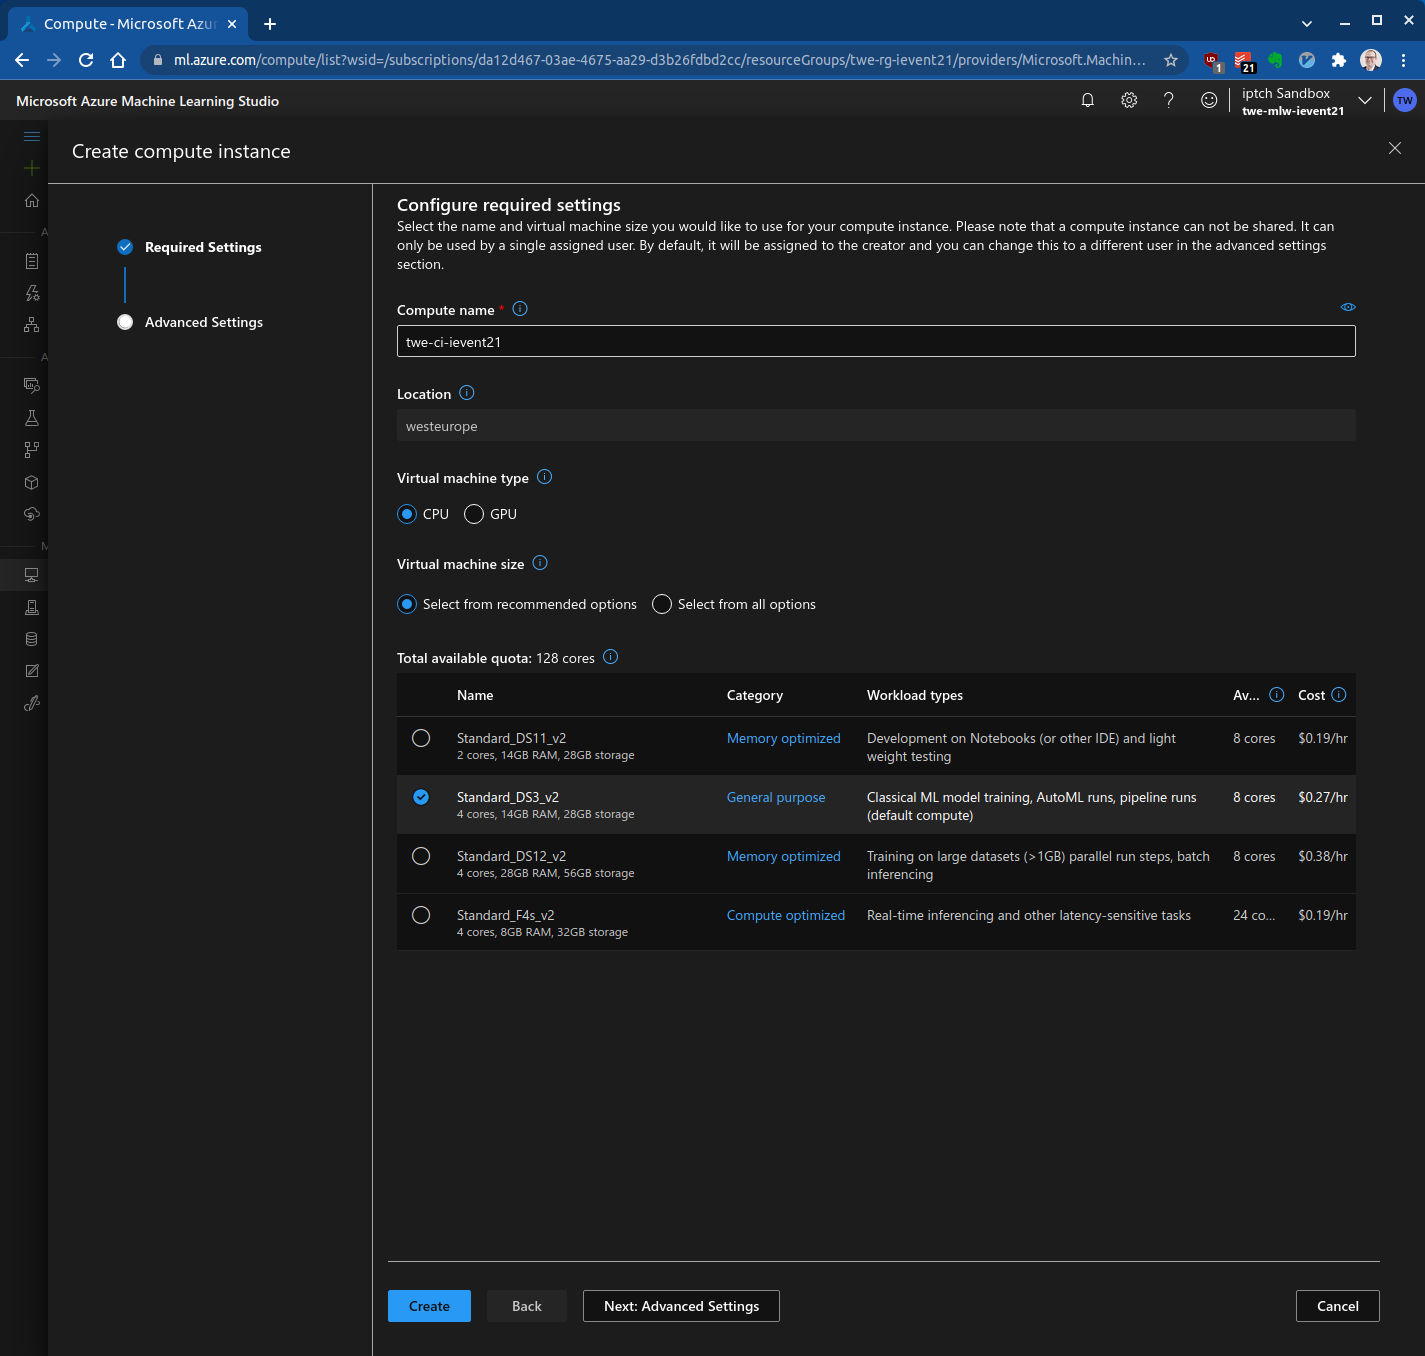 Compute - Microsoft Azur
ml.azure.com/compute/list?wsid=/subscriptions/da12d467-03ae-4675-aa29-d3b26fdbd2cc/resourceGroups/twe-rg-ievent21/providers/Microsoft.Machin...
1
21
Microsoft Azure Machine Learning Studio
iptch Sandbox
twe-mlw-ievent21
TW
Create compute instance
Required Settings
Advanced Settings
Configure required settings
Select the name and virtual machine size you would like to use for your compute instance. Please note that a compute instance can not be shared. It can
only be used by a single assigned user. By default, it will be assigned to the creator and you can change this to a different user in the advanced settings
section.
Compute name *
twe-ci-ievent21
Location
westeurope
Virtual machine type
CPU GPU
Virtual machine size
Select from recommended options Select from all options
Total available quota: 128 cores
Name Category Workload types Av... Cost
Standard_DS11_v2 Memory optimized Development on Notebooks (or other IDE) and light 8 cores $0.19/hr
2 cores, 14GB RAM, 28GB storage weight testing
Standard_DS3_v2 General purpose Classical ML model training, AutoML runs, pipeline runs 8 cores $0.27/hr
4 cores, 14GB RAM, 28GB storage (default compute)
Standard_DS12_v2 Memory optimized Training on large datasets (>1GB) parallel run steps, batch 8 cores $0.38/hr
4 cores, 28GB RAM, 56GB storage inferencing
Standard_F4s_v2 Compute optimized Real-time inferencing and other latency-sensitive tasks 24 co... $0.19/hr
4 cores, 8GB RAM, 32GB storage
Create Back Next: Advanced Settings Cancel